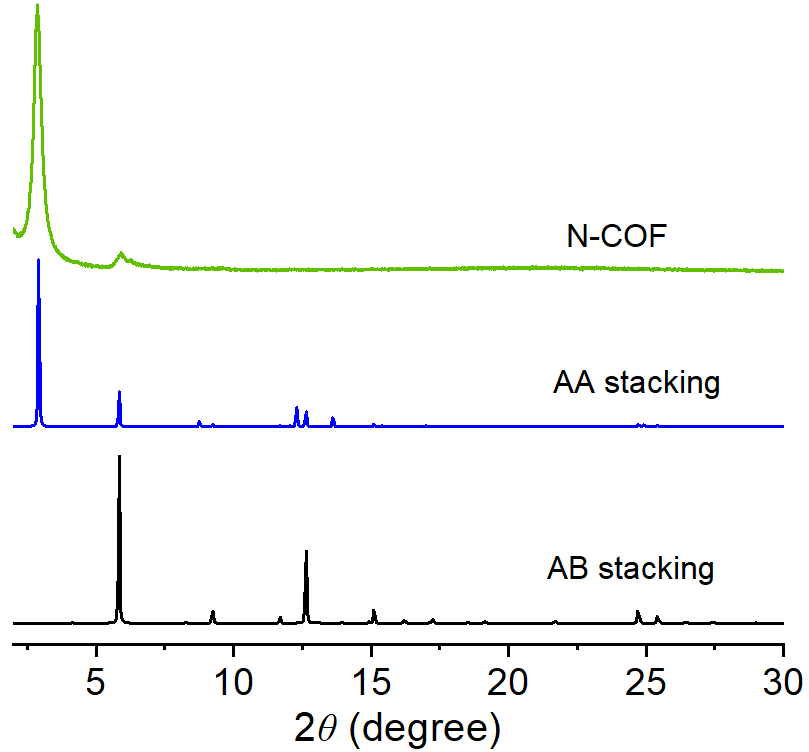 N-COF
AA stacking
AB stacking
5 10 15 20 25 30
2θ (degree)